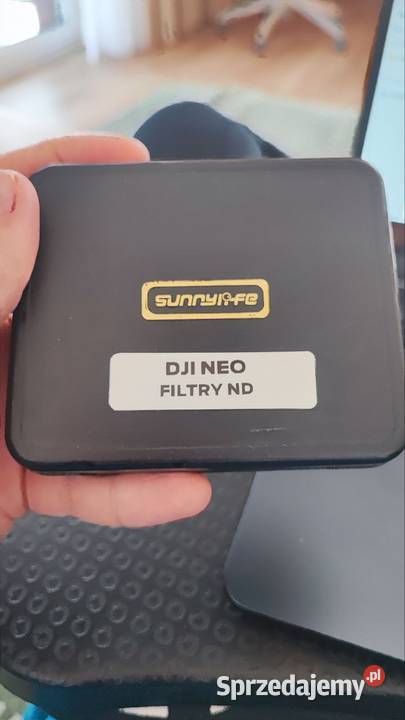 sunnylife
DJI NEO
FILTRY ND
Sprzedajemy.pl